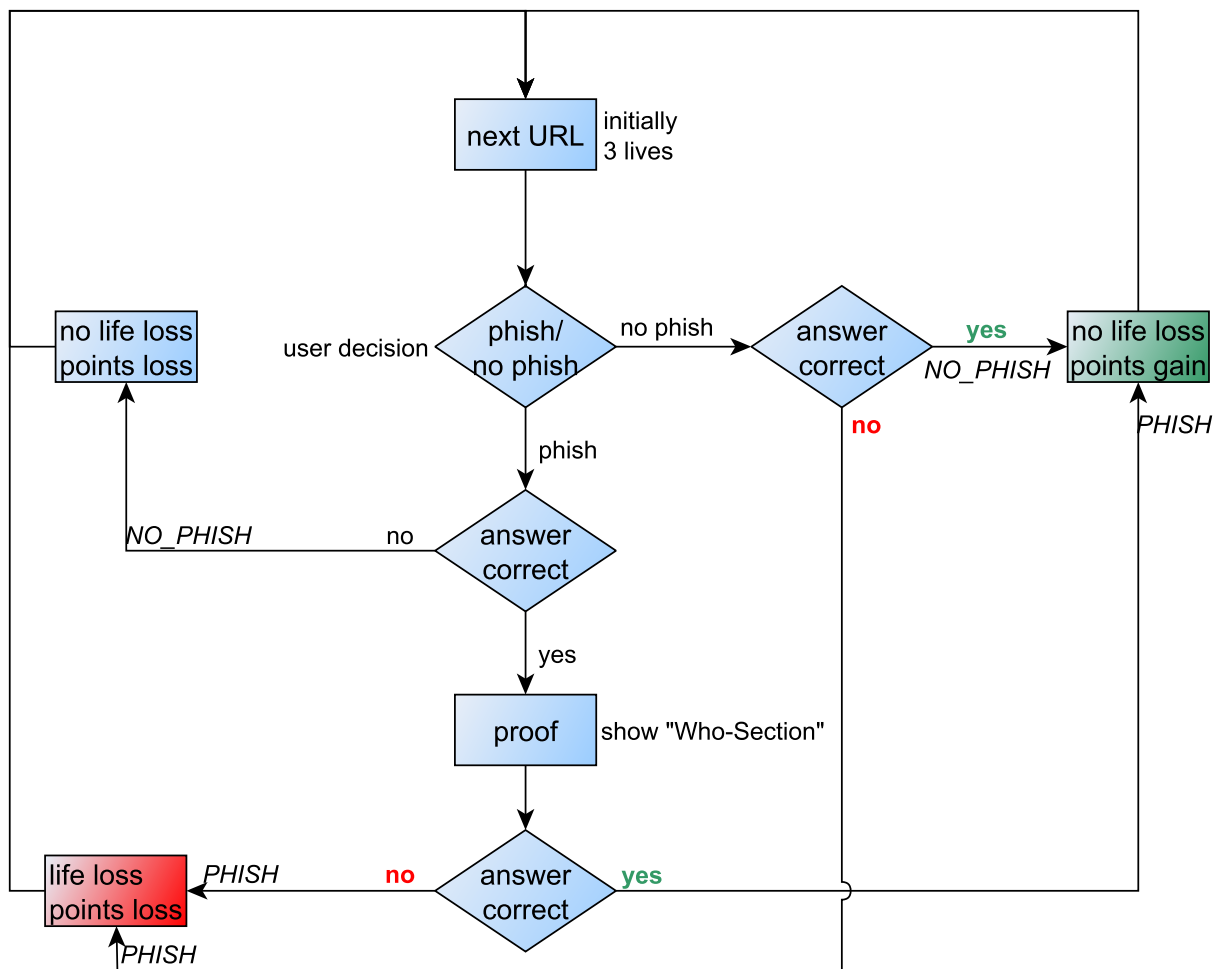 next URL
initially
3 lives
no life loss
points loss
user decision
phish/
no phish
no phish
answer
correct
yes
NO_PHISH
no life loss
points gain
no
PHISH
phish
NO_PHISH
no
answer
correct
yes
proof
show "Who-Section"
life loss
points loss
PHISH
no
answer
correct
yes
PHISH